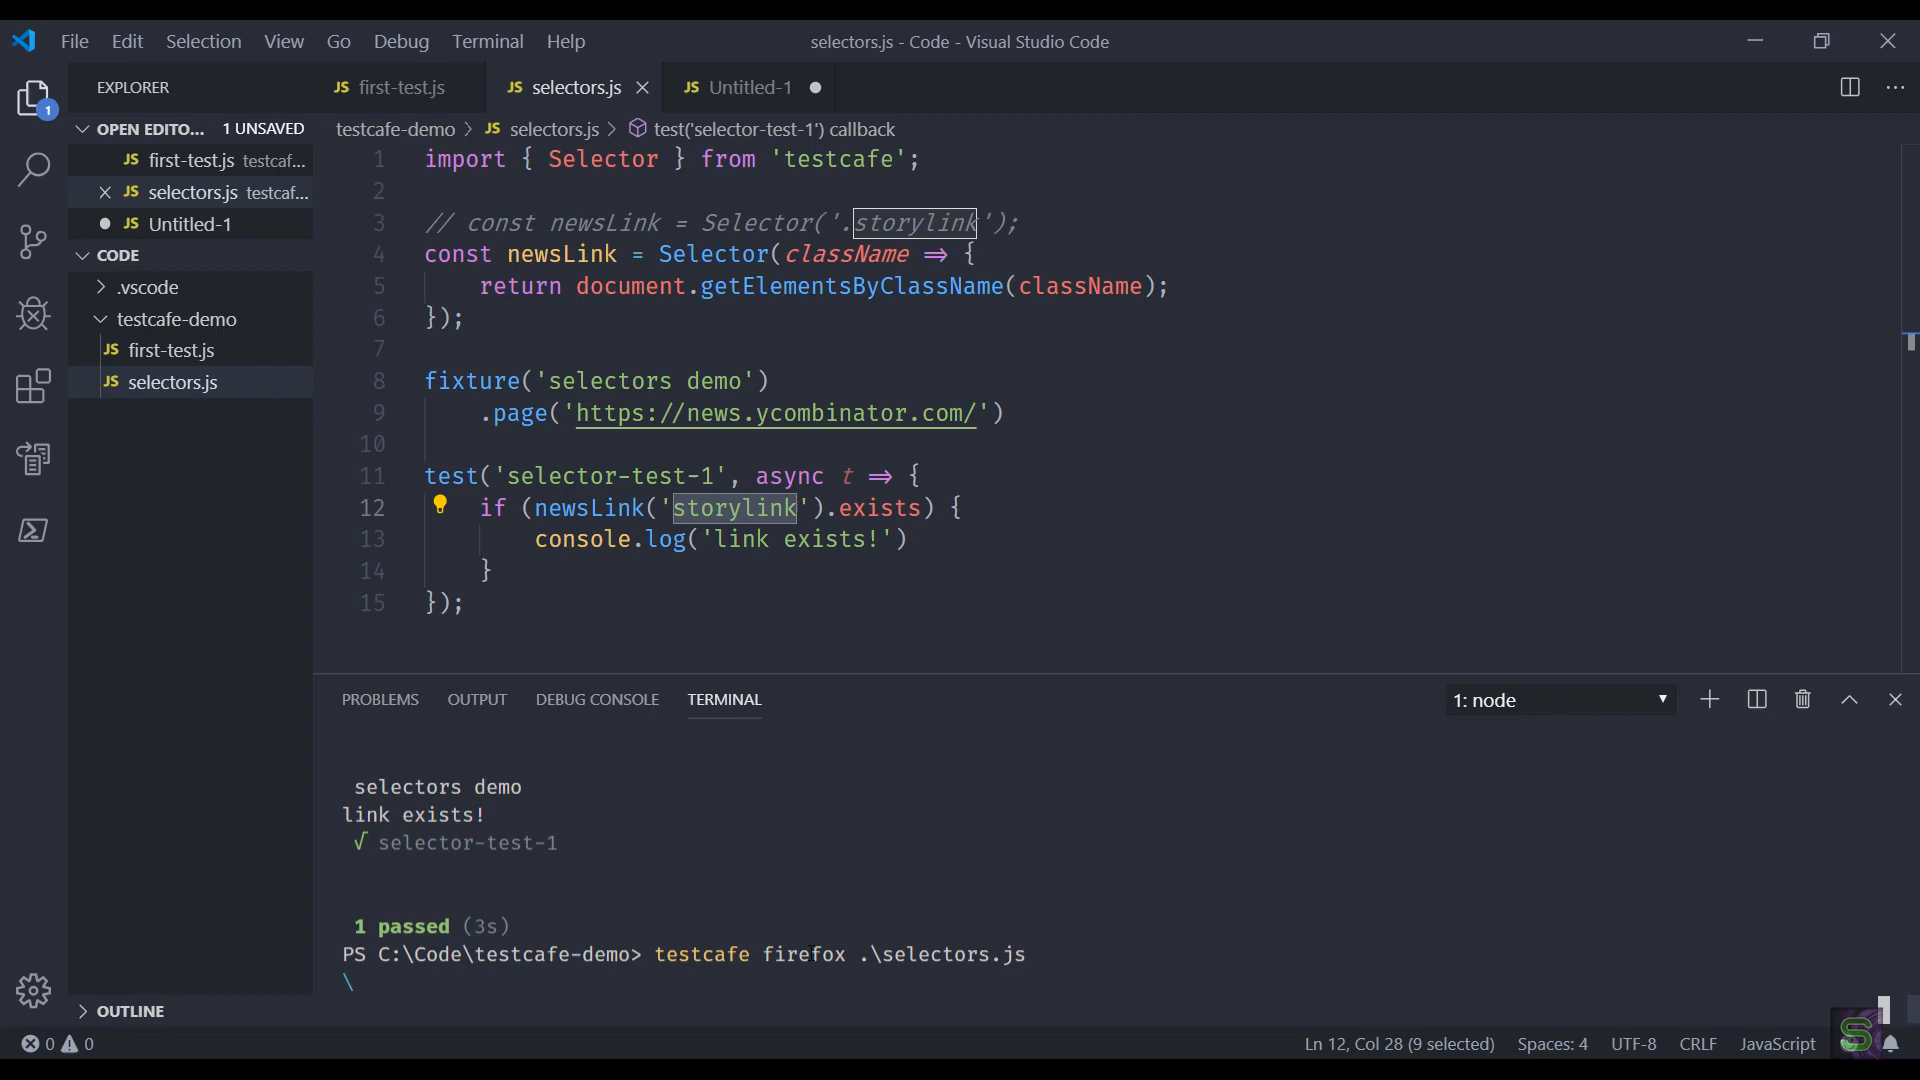 File Edit Selection View Go Debug Terminal Help
selectors.js - Code - Visual Studio Code
1
EXPLORER
OPEN EDITO... 1 UNSAVED
JS first-test.js testcaf...
JS selectors.js testcaf...
JS Untitled-1
CODE
.vscode
testcafe-demo
JS first-test.js
JS selectors.js
OUTLINE
JS first-test.js
JS selectors.js
JS Untitled-1
testcafe-demo > JS selectors.js > test('selector-test-1') callback
1 import { Selector } from 'testcafe';
2
3 // const newsLink = Selector('.storylink');
4 const newsLink = Selector(className => {
5 return document.getElementsByClassName(className);
6 });
7
8 fixture('selectors demo')
9 .page('https://news.ycombinator.com/')
10
11 test('selector-test-1', async t => {
12 if (newsLink('storylink').exists) {
13 console.log('link exists!')
14 }
15 });
PROBLEMS OUTPUT DEBUG CONSOLE TERMINAL
1: node
selectors demo
link exists!
√ selector-test-1
1 passed (3s)
PS C:\Code\testcafe-demo> testcafe firefox .\selectors.js
\
0 0
Ln 12, Col 28 (9 selected) Spaces: 4 UTF-8 CRLF JavaScript
S